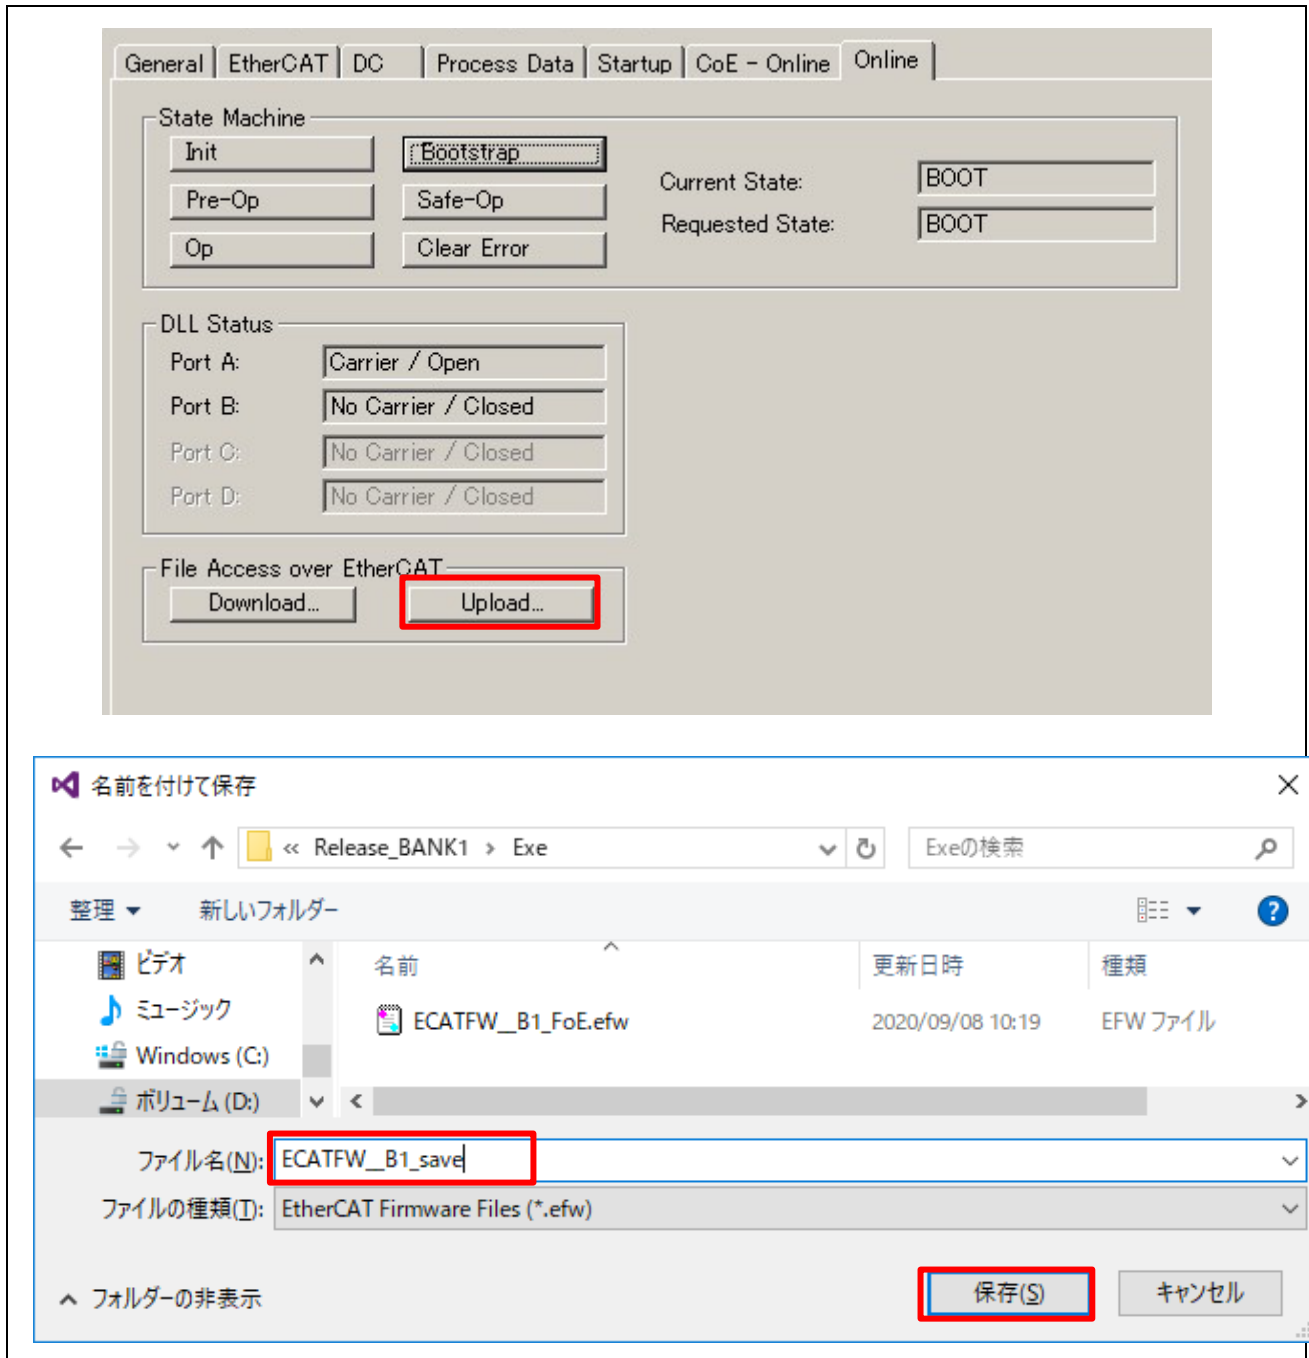 General EtherCAT DC Process Data Startup CoE - Online Online
State Machine
Init Bootstrap
Current State: BOOT
Pre-Op Safe-Op
Requested State: BOOT
Op Clear Error
DLL Status
Port A: Carrier / Open
Port B: No Carrier / Closed
Port C: No Carrier / Closed
Port D: No Carrier / Closed
File Access over EtherCAT
Download... Upload...
名前を付けて保存
« Release_BANK1 › Exe Exeの検索
整理 新しいフォルダー
ビデオ 名前 更新日時 種類
ミュージック ECATFW__B1_FoE.efw 2020/09/08 10:19 EFW ファイル
Windows (C:)
ボリューム (D:)
ファイル名(N): ECATFW__B1_save
ファイルの種類(T): EtherCAT Firmware Files (*.efw)
フォルダーの非表示 保存(S) キャンセル